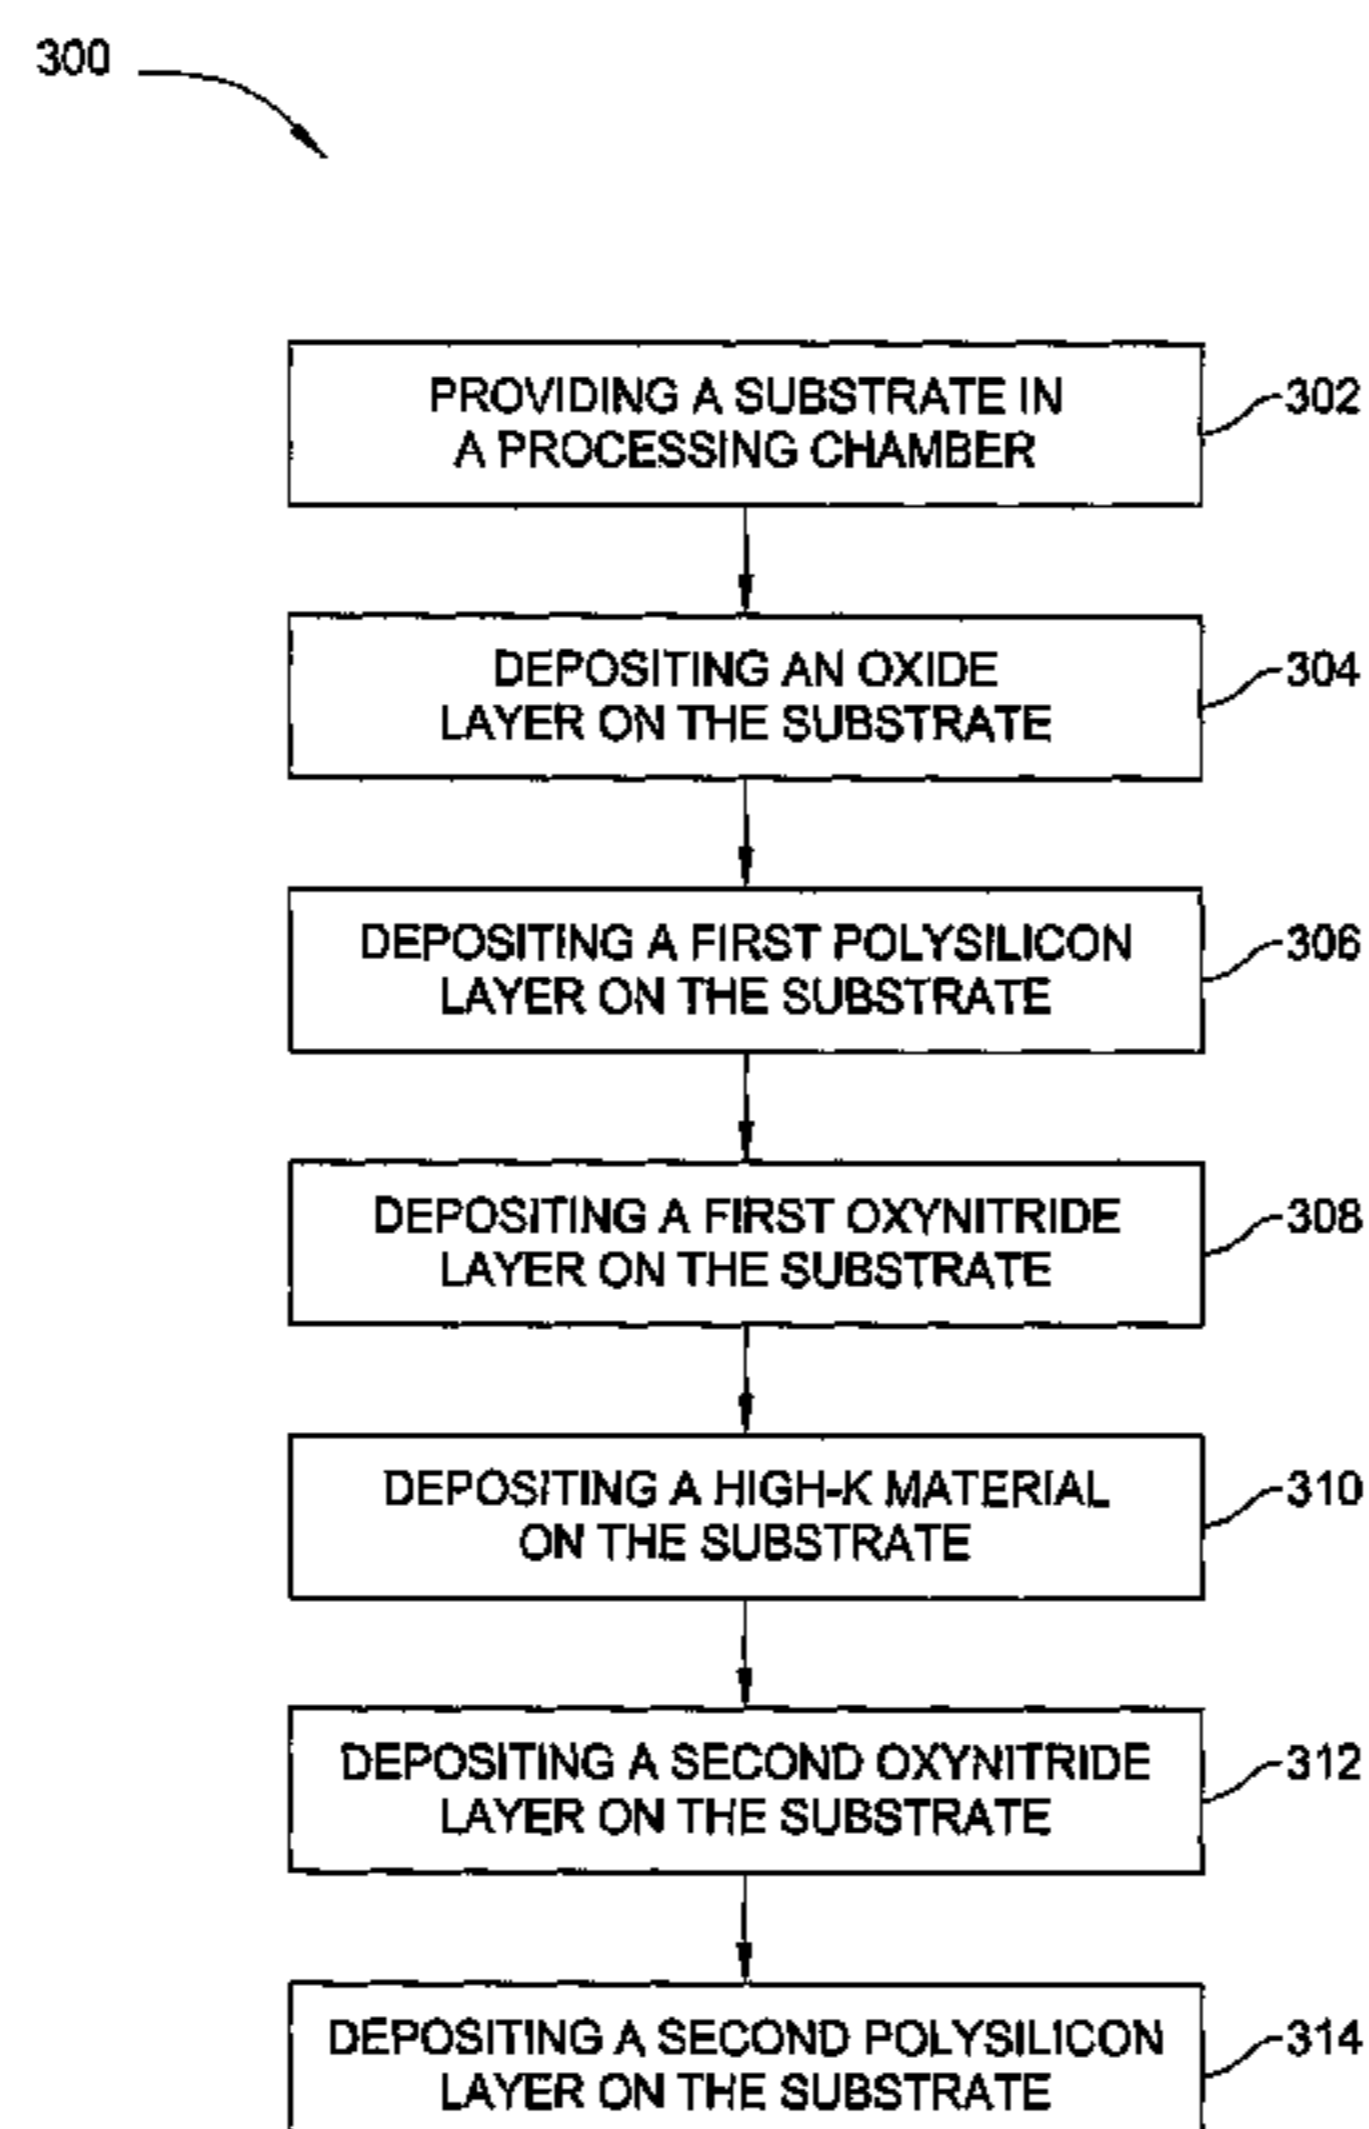 300
PROVIDING A SUBSTRATE IN
A PROCESSING CHAMBER
302
DEPOSITING AN OXIDE
LAYER ON THE SUBSTRATE
304
DEPOSITING A FIRST POLYSILICON
LAYER ON THE SUBSTRATE
306
DEPOSITING A FIRST OXYNITRIDE
LAYER ON THE SUBSTRATE
308
DEPOSITING A HIGH-K MATERIAL
ON THE SUBSTRATE
310
DEPOSITING A SECOND OXYNITRIDE
LAYER ON THE SUBSTRATE
312
DEPOSITING A SECOND POLYSILICON
LAYER ON THE SUBSTRATE
314